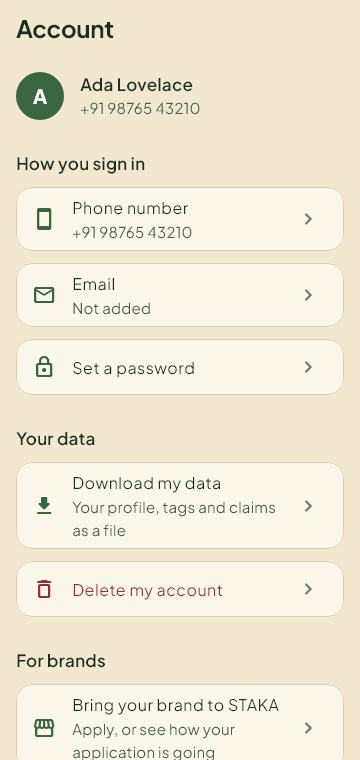 Account
A
Ada Lovelace
+91 98765 43210
How you sign in
Phone number
+91 98765 43210
Email
Not added
Set a password
Your data
Download my data
Your profile, tags and claims
as a file
Delete my account
For brands
Bring your brand to STAKA
Apply, or see how your
application is going